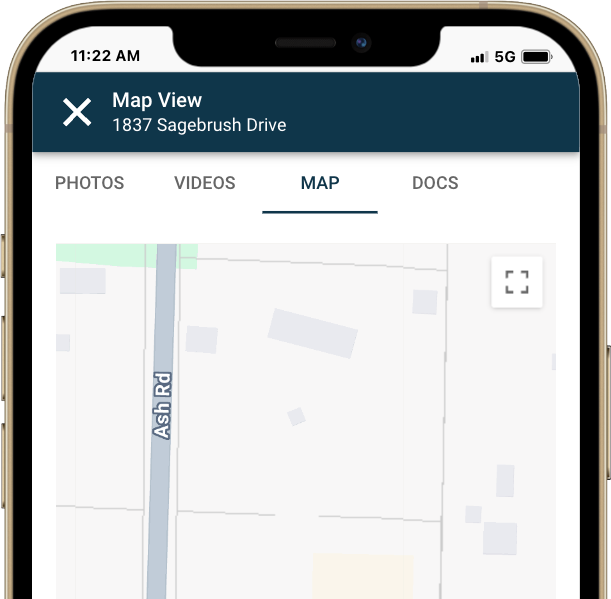 11:22 AM
5G
Map View
1837 Sagebrush Drive
PHOTOS VIDEOS MAP DOCS
Ash Rd